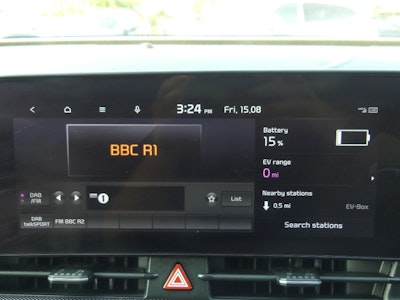 3:24 PM Fri, 15.08
BBC R1
DAB
/FM
1
List
DAB
talkSPORT
FM BBC R2
Battery
15 %
EV range
0 mi
Nearby stations
0.5 mi EV-Box
Search stations